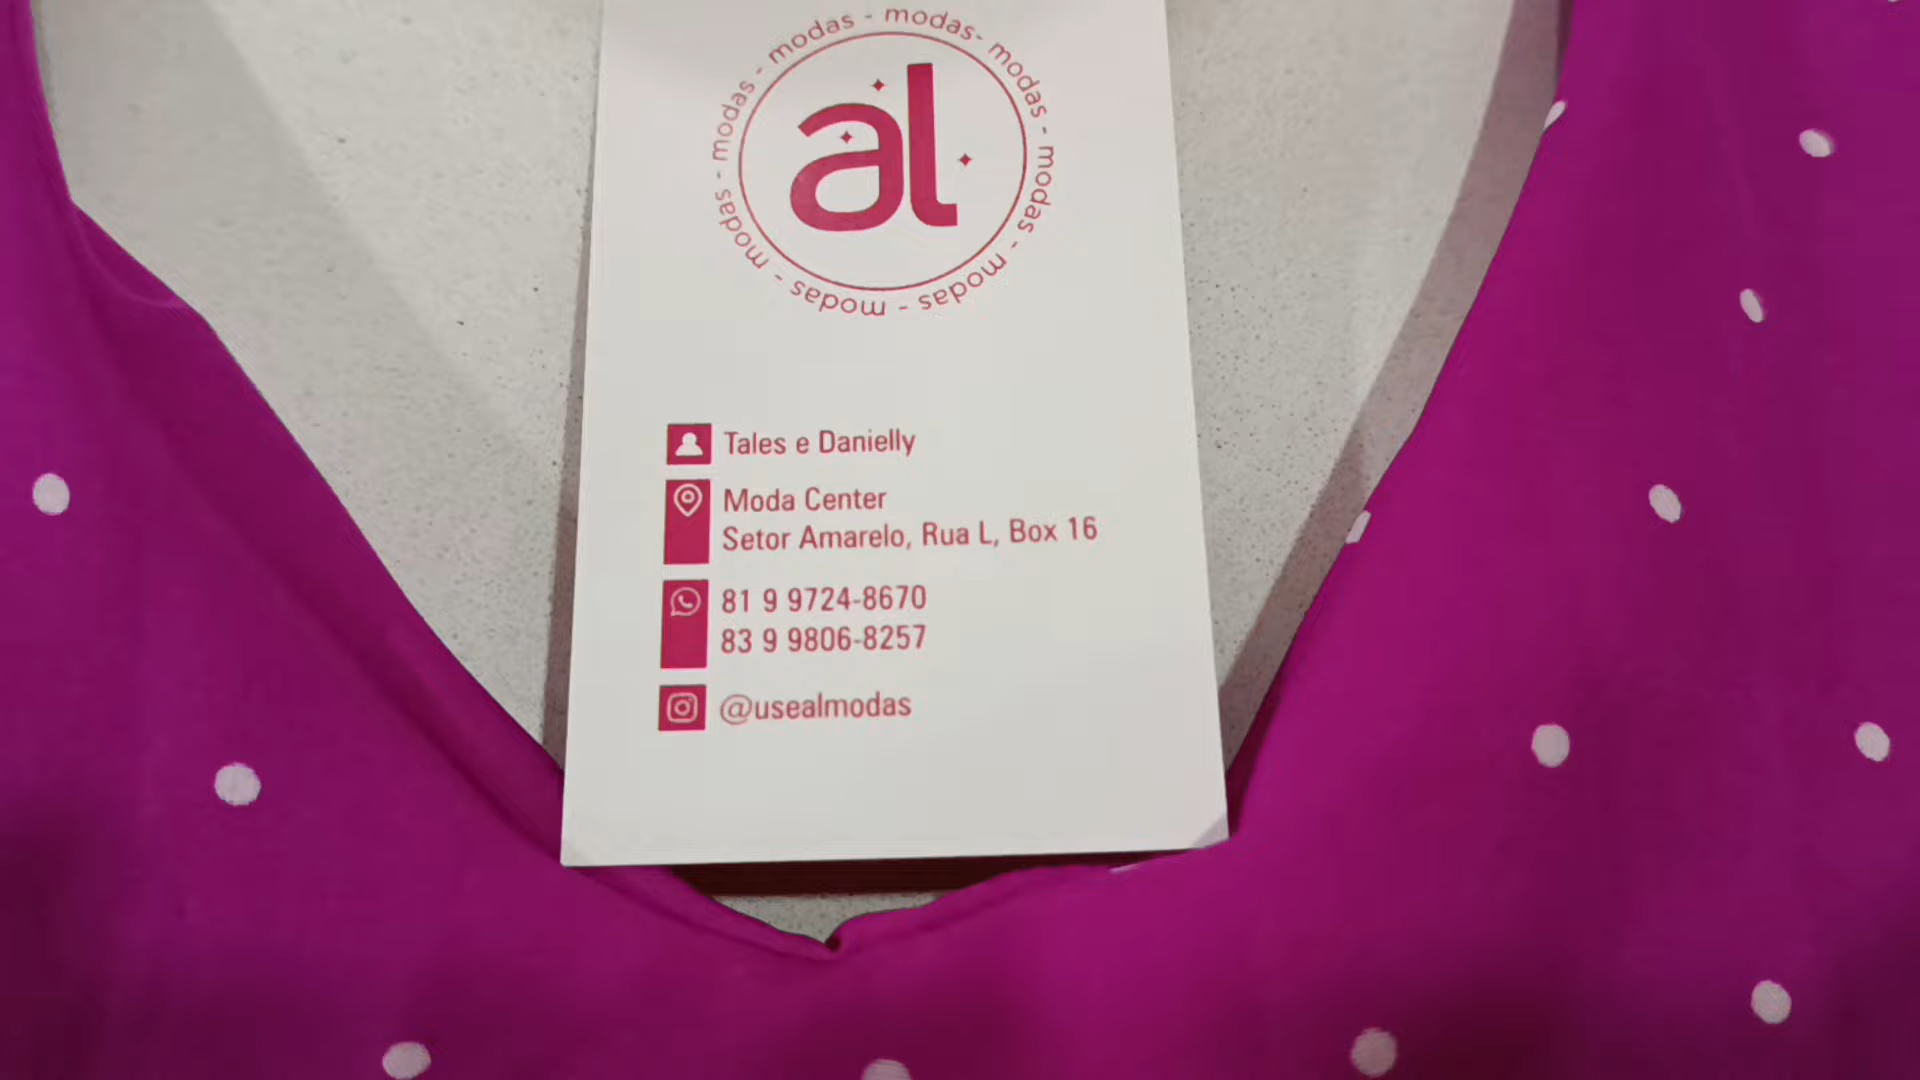 modas - modas - modas - modas - modas - modas - modas - modas -
al
Tales e Danielly
Moda Center
Setor Amarelo, Rua L, Box 16
81 9 9724-8670
83 9 9806-8257
@usealmodas